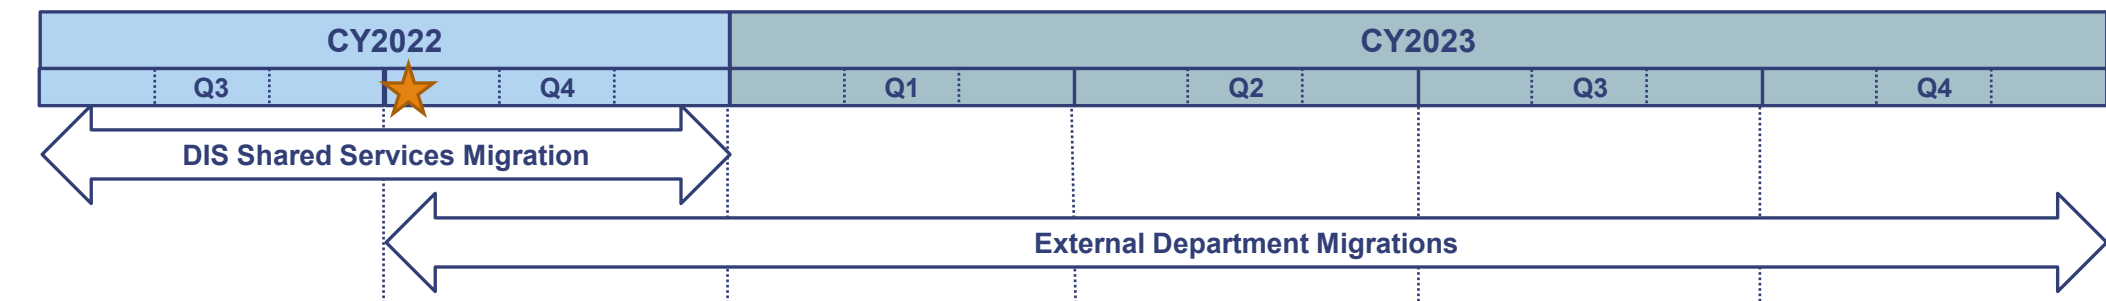 CY2022 CY2023
Q3 Q4 Q1 Q2 Q3 Q4
DIS Shared Services Migration
External Department Migrations